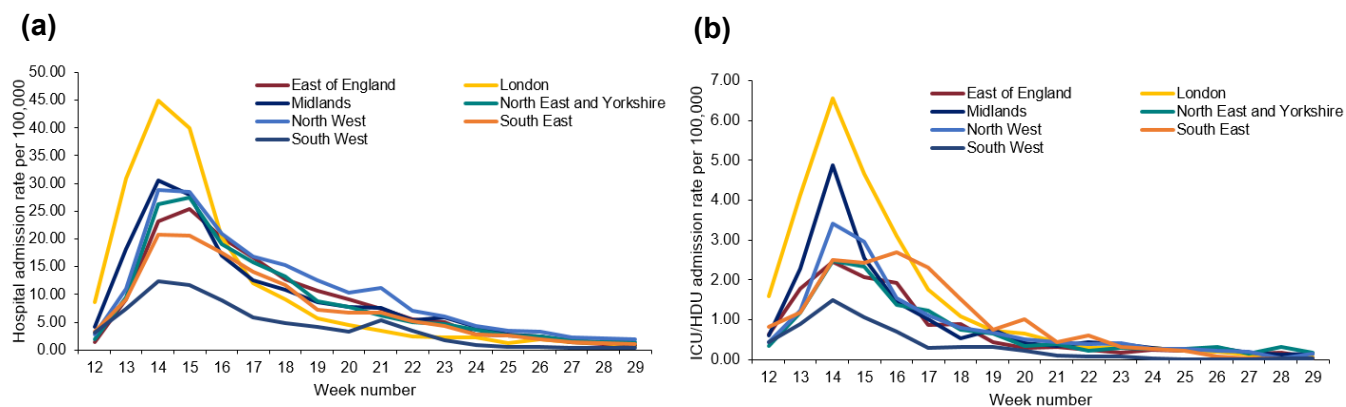 (a)
Hospital admission rate per 100,000
50.00
45.00
40.00
35.00
30.00
25.00
20.00
15.00
10.00
5.00
0.00
East of England
London
Midlands
North East and Yorkshire
North West
South East
South West
12 13 14 15 16 17 18 19 20 21 22 23 24 25 26 27 28 29
Week number
(b)
ICU/HDU admission rate per 100,000
7.00
6.00
5.00
4.00
3.00
2.00
1.00
0.00
East of England
London
Midlands
North East and Yorkshire
North West
South East
South West
12 13 14 15 16 17 18 19 20 21 22 23 24 25 26 27 28 29
Week number